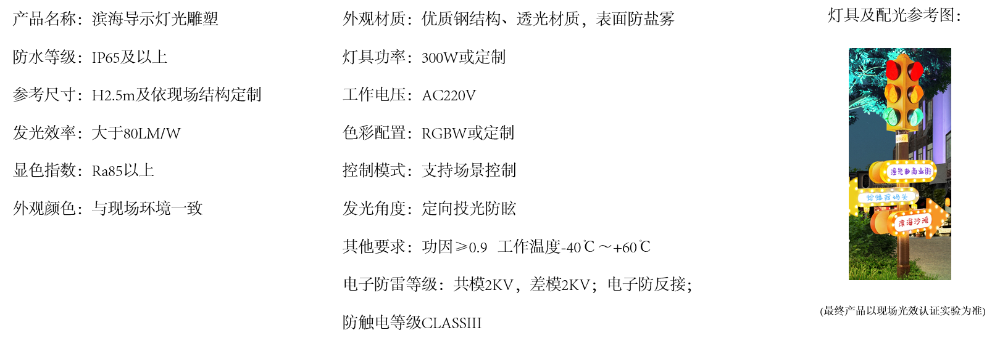 产品名称：滨海导示灯光雕塑
防水等级：IP65及以上
参考尺寸：H2.5m及依现场结构定制
发光效率：大于80LM/W
显色指数：Ra85以上
外观颜色：与现场环境一致
外观材质：优质钢结构、透光材质，表面防盐雾
灯具功率：300W或定制
工作电压：AC220V
色彩配置：RGBW或定制
控制模式：支持场景控制
发光角度：定向投光防眩
其他要求：功因≥0.9 工作温度-40℃～+60℃
电子防雷等级：共模2KV，差模2KV；电子防反接；
防触电等级CLASSIII
灯具及配光参考图：
渔光曲商业街
蛇蟠渡码头
滨海沙滩
(最终产品以现场光效认证实验为准)